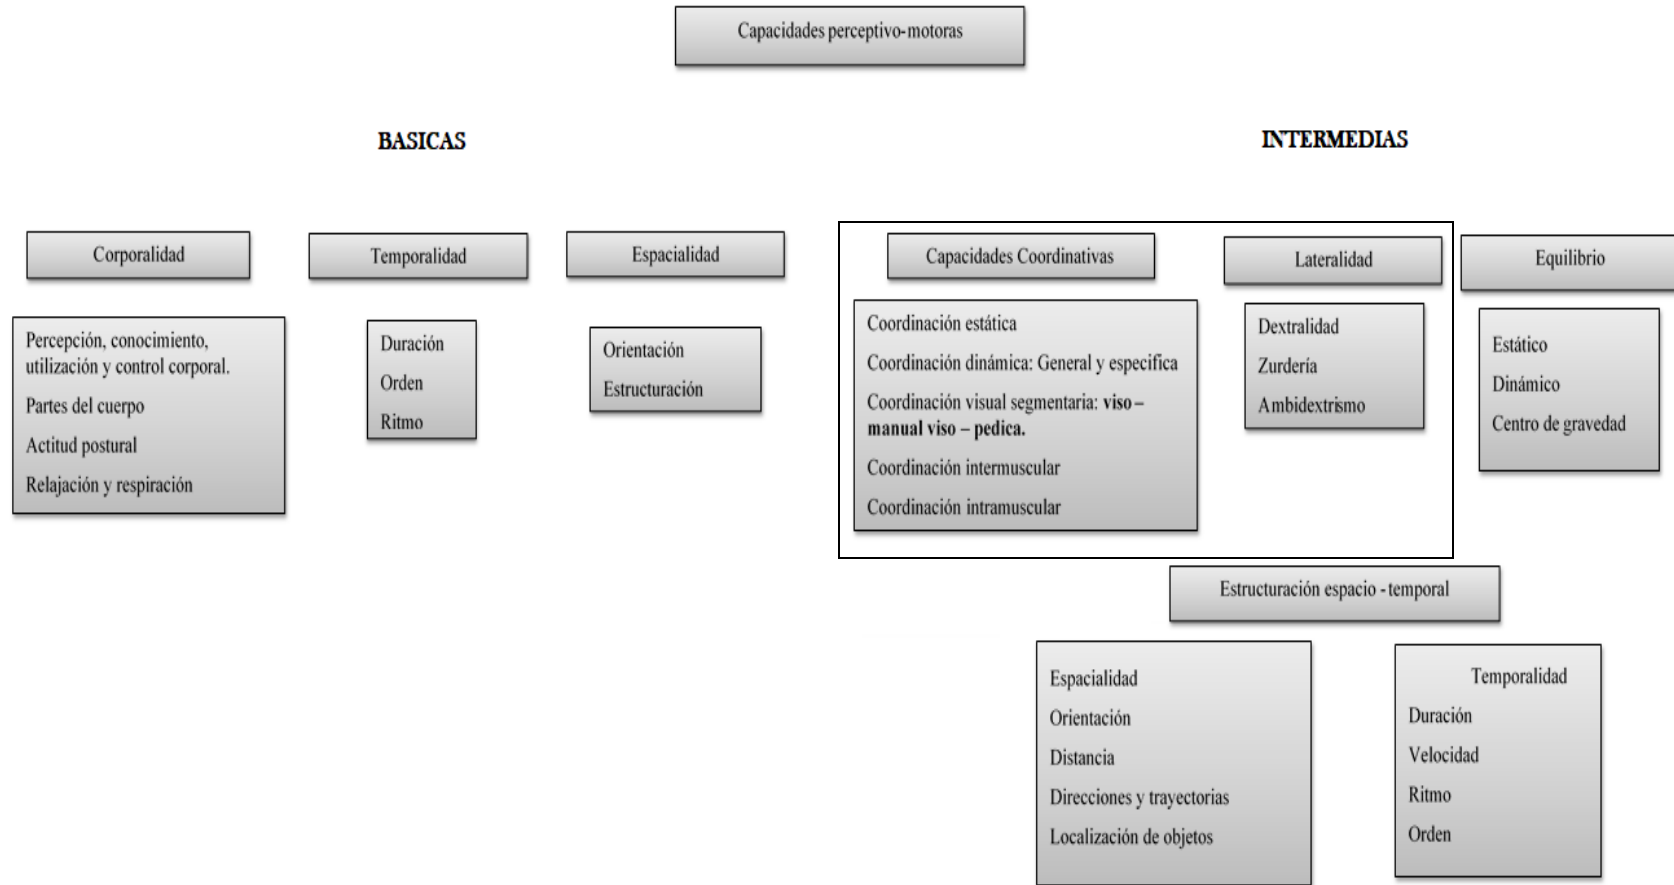 Capacidades perceptivo-motoras
BASICAS
INTERMEDIAS
Corporalidad
Percepción, conocimiento,
utilización y control corporal.
Partes del cuerpo
Actitud postural
Relajación y respiración
Temporalidad
Duración
Orden
Ritmo
Espacialidad
Orientación
Estructuración
Capacidades Coordinativas
Coordinación estática
Coordinación dinámica: General y especifica
Coordinación visual segmentaria: viso –
manual viso – pedica.
Coordinación intermuscular
Coordinación intramuscular
Lateralidad
Dextralidad
Zurdería
Ambidextrismo
Equilibrio
Estático
Dinámico
Centro de gravedad
Estructuración espacio - temporal
Espacialidad
Orientación
Distancia
Direcciones y trayectorias
Localización de objetos
Temporalidad
Duración
Velocidad
Ritmo
Orden